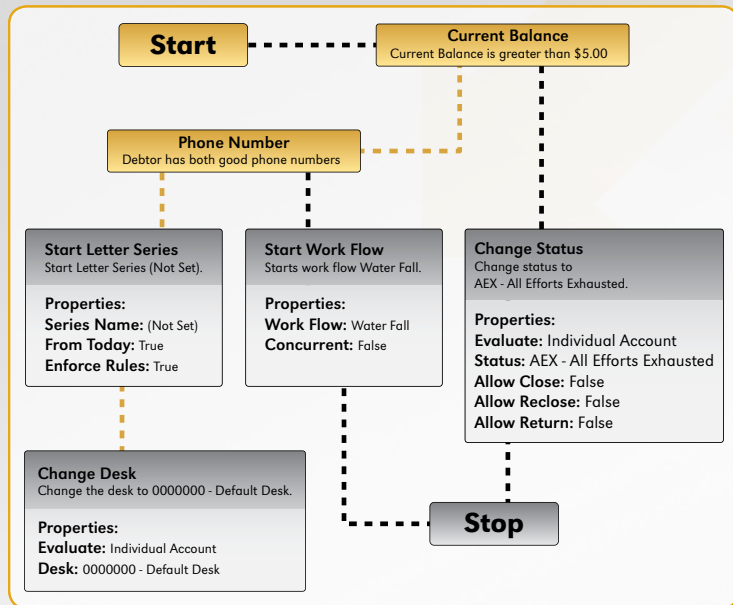 Start
Current Balance
Current Balance is greater than $5.00
Phone Number
Debtor has both good phone numbers
Start Letter Series
Start Letter Series (Not Set).
Properties:
Series Name: (Not Set)
From Today: True
Enforce Rules: True
Start Work Flow
Starts work flow Water Fall.
Properties:
Work Flow: Water Fall
Concurrent: False
Change Status
Change status to
AEX - All Efforts Exhausted.
Properties:
Evaluate: Individual Account
Status: AEX - All Efforts Exhausted
Allow Close: False
Allow Reclose: False
Allow Return: False
Change Desk
Change the desk to 0000000 - Default Desk.
Properties:
Evaluate: Individual Account
Desk: 0000000 - Default Desk
Stop